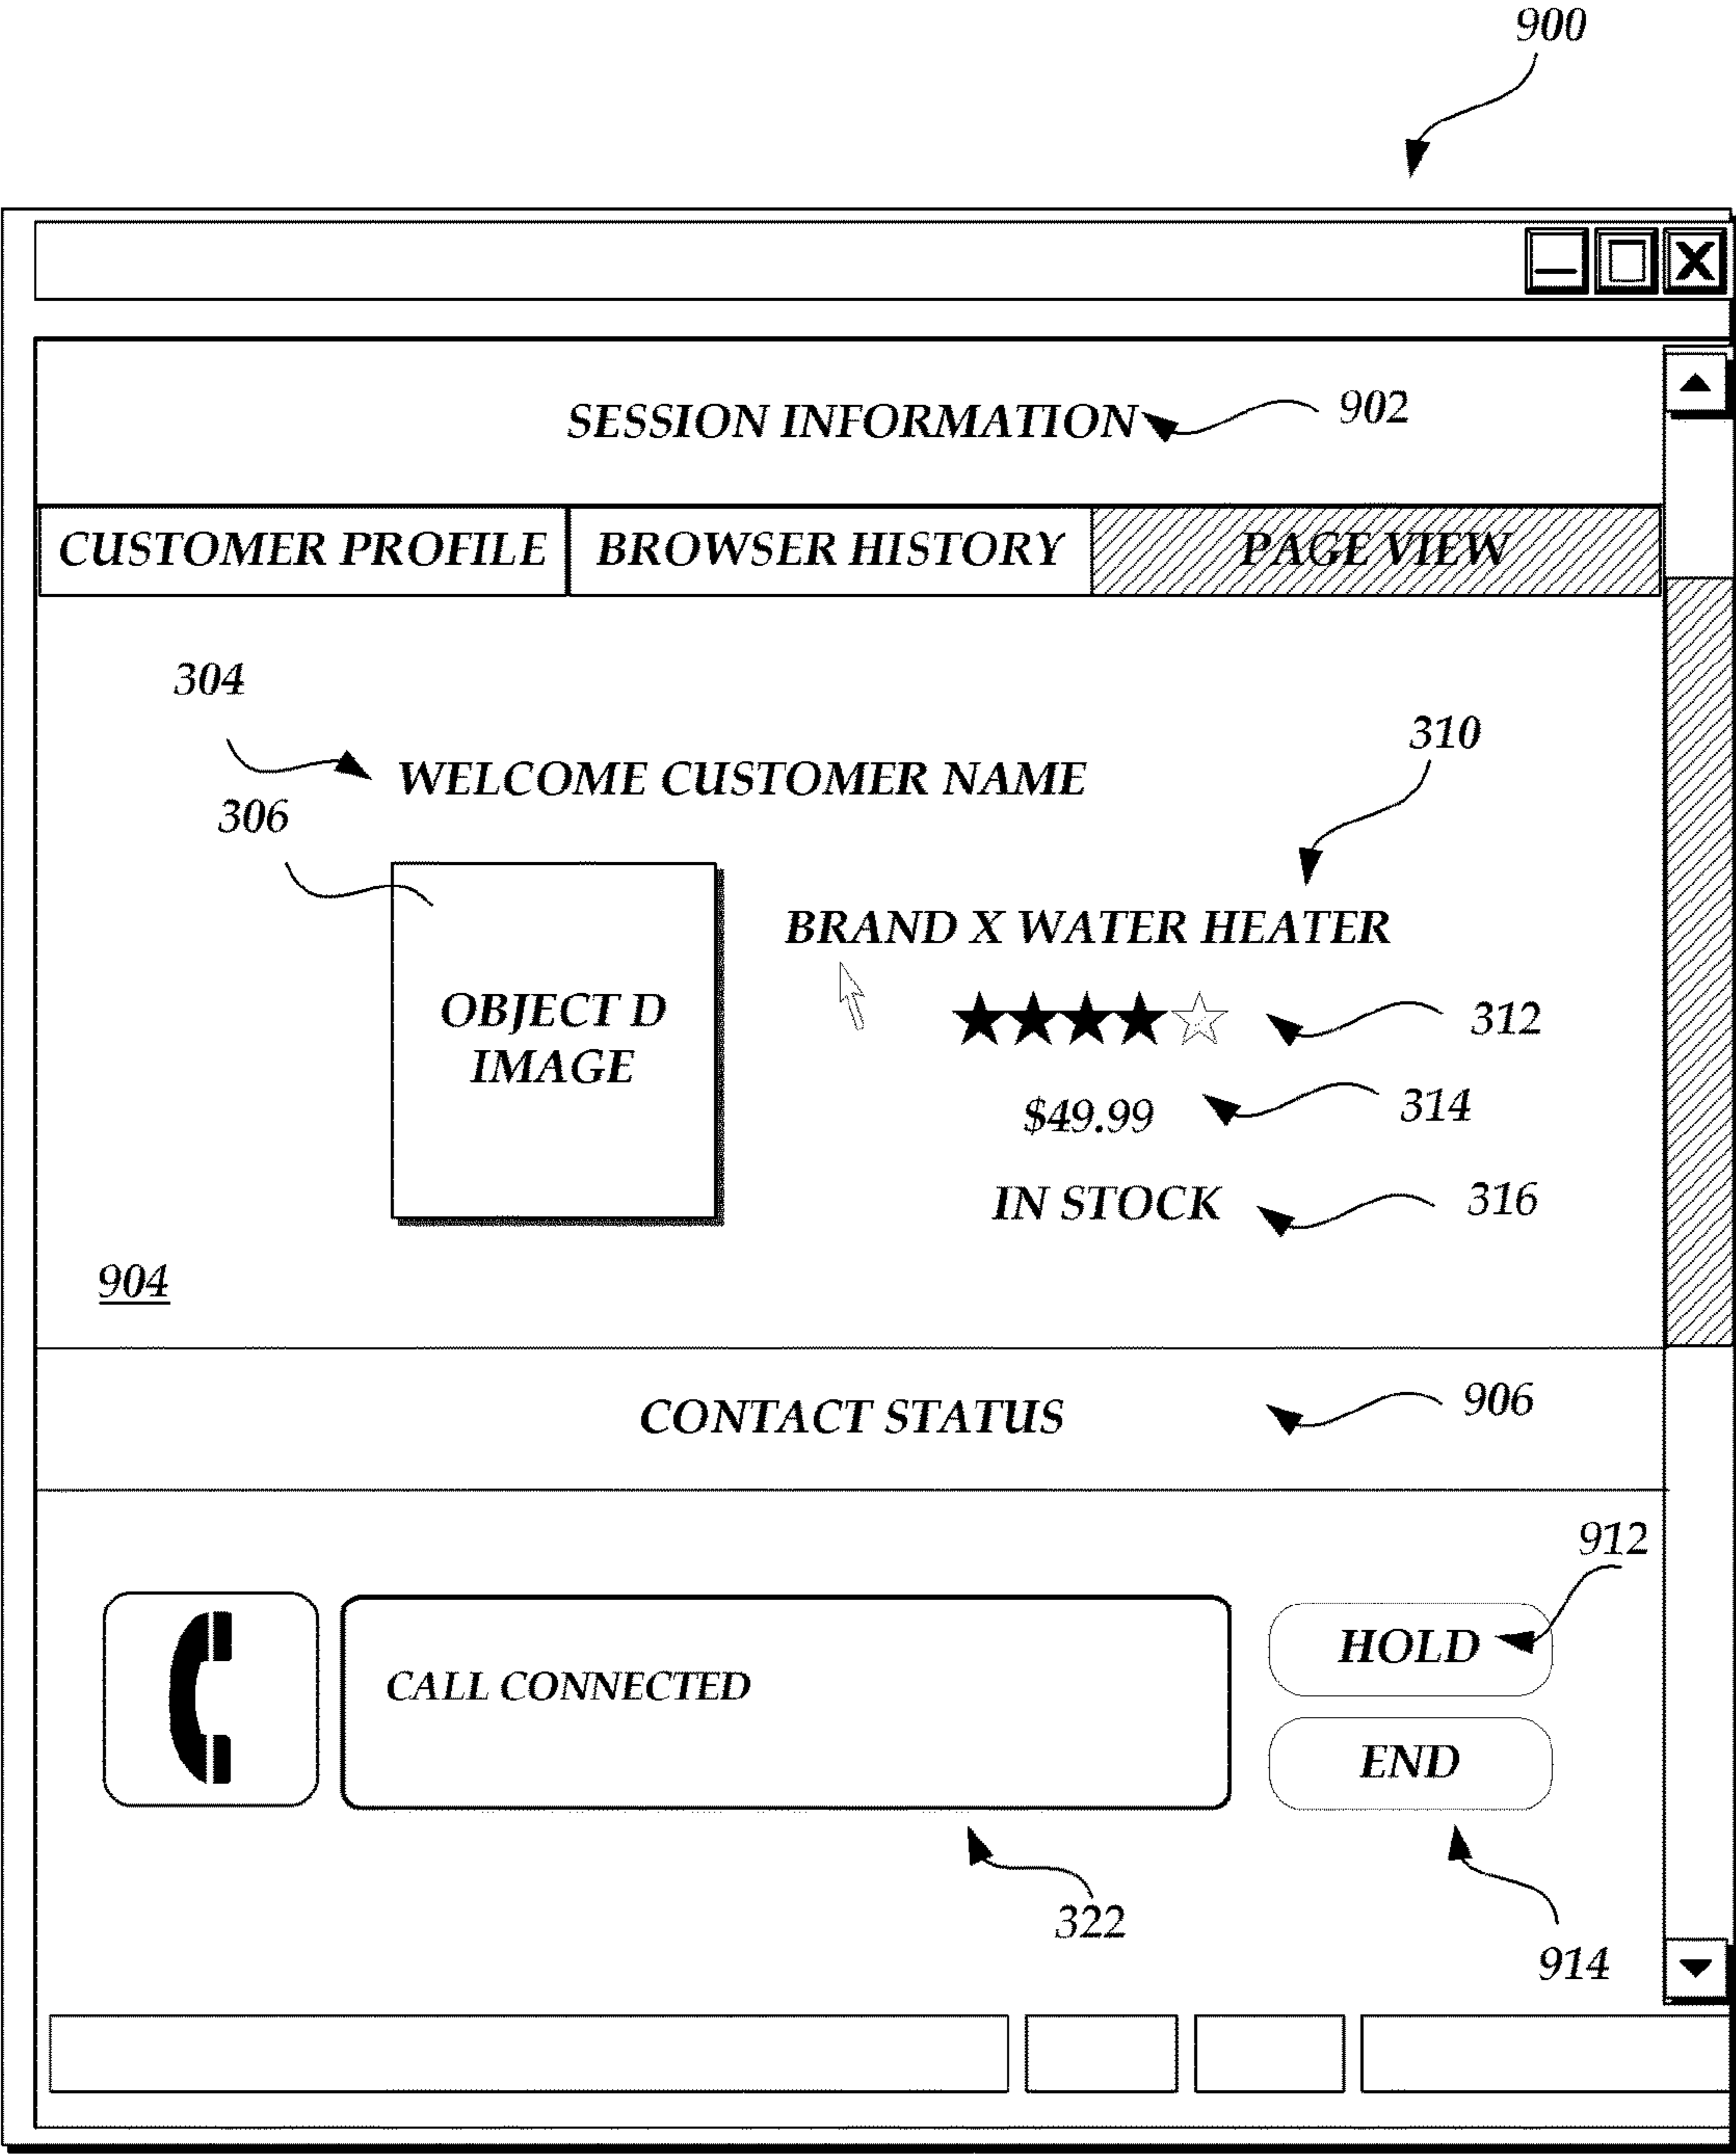 900
SESSION INFORMATION 902
CUSTOMER PROFILE BROWSER HISTORY PAGE VIEW
304
310
WELCOME CUSTOMER NAME
306
BRAND X WATER HEATER
OBJECT D
IMAGE
312
$49.99 314
IN STOCK 316
904
CONTACT STATUS 906
912
HOLD
CALL CONNECTED
END
322
914